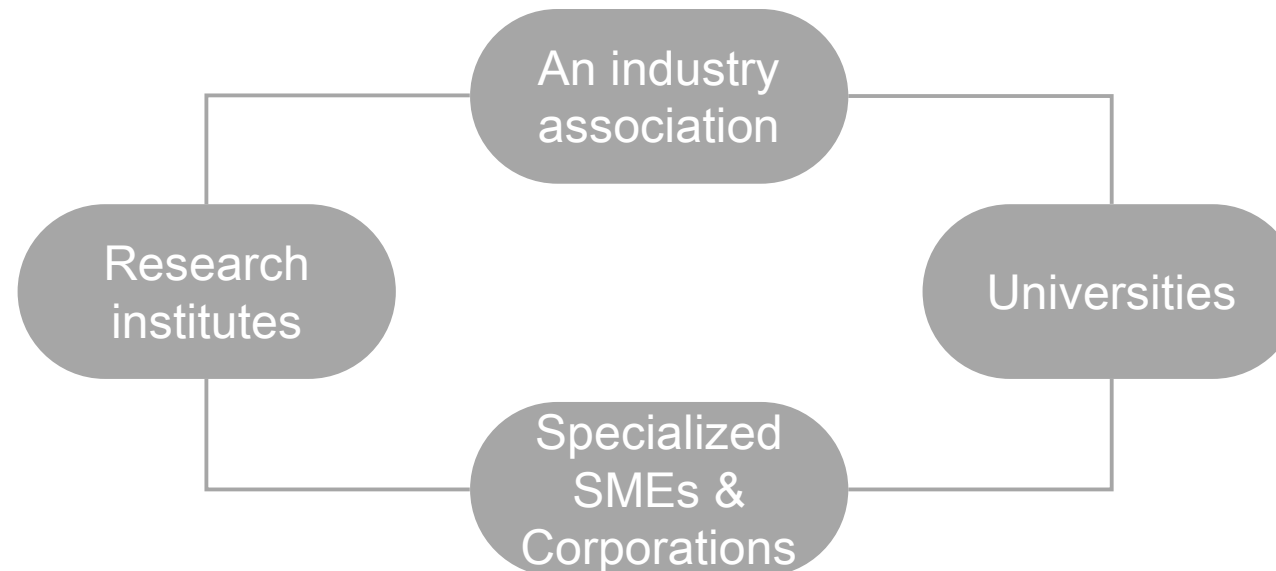 An industry
association
Research
institutes
Universities
Specialized
SMEs &
Corporations